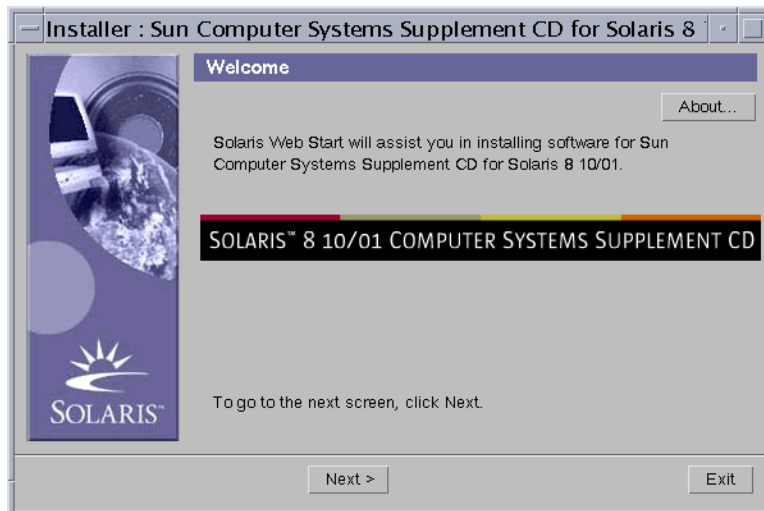 Installer : Sun Computer Systems Supplement CD for Solaris 8
Welcome
About...
Solaris Web Start will assist you in installing software for Sun
Computer Systems Supplement CD for Solaris 8 10/01.
SOLARIS™ 8 10/01 COMPUTER SYSTEMS SUPPLEMENT CD
To go to the next screen, click Next.
SOLARIS™
Next >
Exit